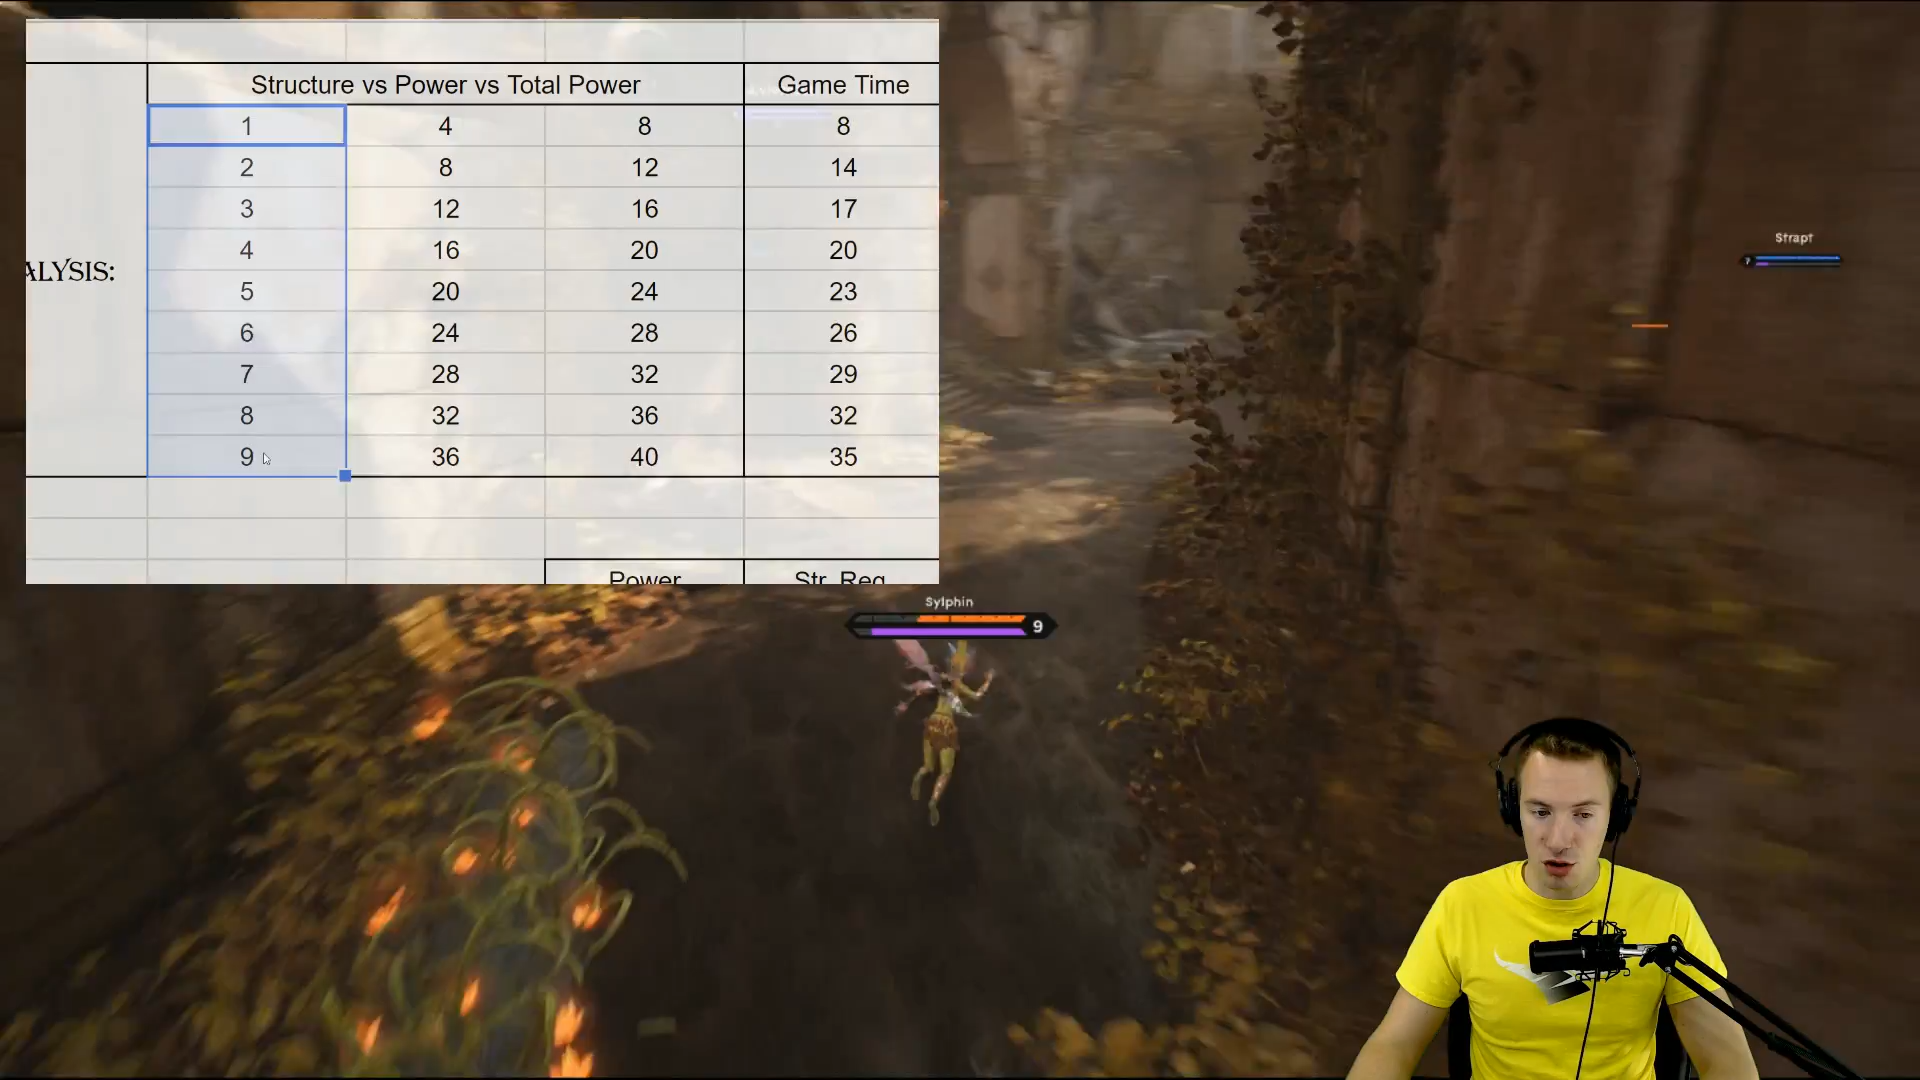 Structure vs Power vs Total Power Game Time
1 4 8 8
2 8 12 14
3 12 16 17
4 16 20 20
ALYSIS:
5 20 24 23
6 24 28 26
7 28 32 29
8 32 36 32
9 36 40 35
Power Str. Req
Strapt
7
Sylphin
9